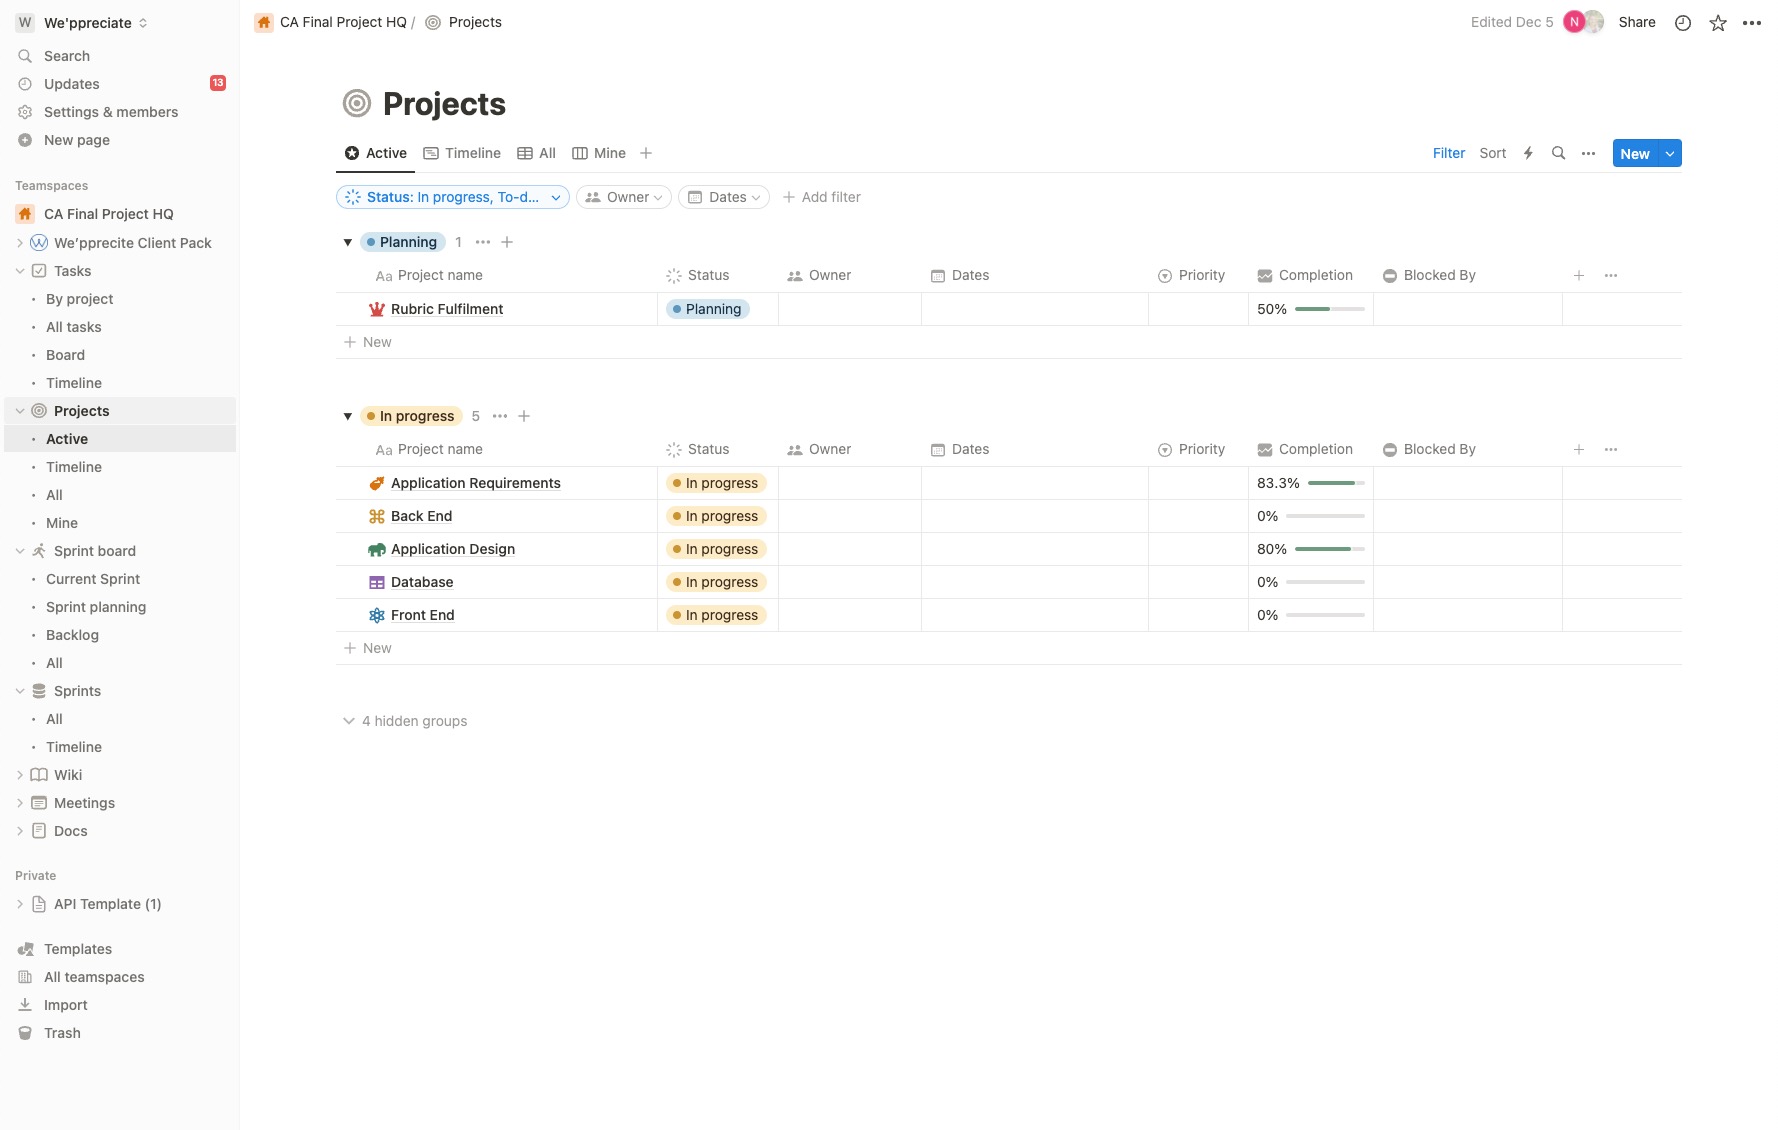 W We'ppreciate
Search
Updates 13
Settings & members
New page
Teamspaces
CA Final Project HQ
We'pprecite Client Pack
Tasks
By project
All tasks
Board
Timeline
Projects
Active
Timeline
All
Mine
Sprint board
Current Sprint
Sprint planning
Backlog
All
Sprints
All
Timeline
Wiki
Meetings
Docs
Private
API Template (1)
Templates
All teamspaces
Import
Trash
CA Final Project HQ / Projects
Edited Dec 5 N Share
Projects
Active Timeline All Mine
Filter Sort New
Status: In progress, To-d... Owner Dates Add filter
Planning 1
Aa Project name Status Owner Dates Priority Completion Blocked By
Rubric Fulfilment Planning 50%
New
In progress 5
Aa Project name Status Owner Dates Priority Completion Blocked By
Application Requirements In progress 83.3%
Back End In progress 0%
Application Design In progress 80%
Database In progress 0%
Front End In progress 0%
New
4 hidden groups